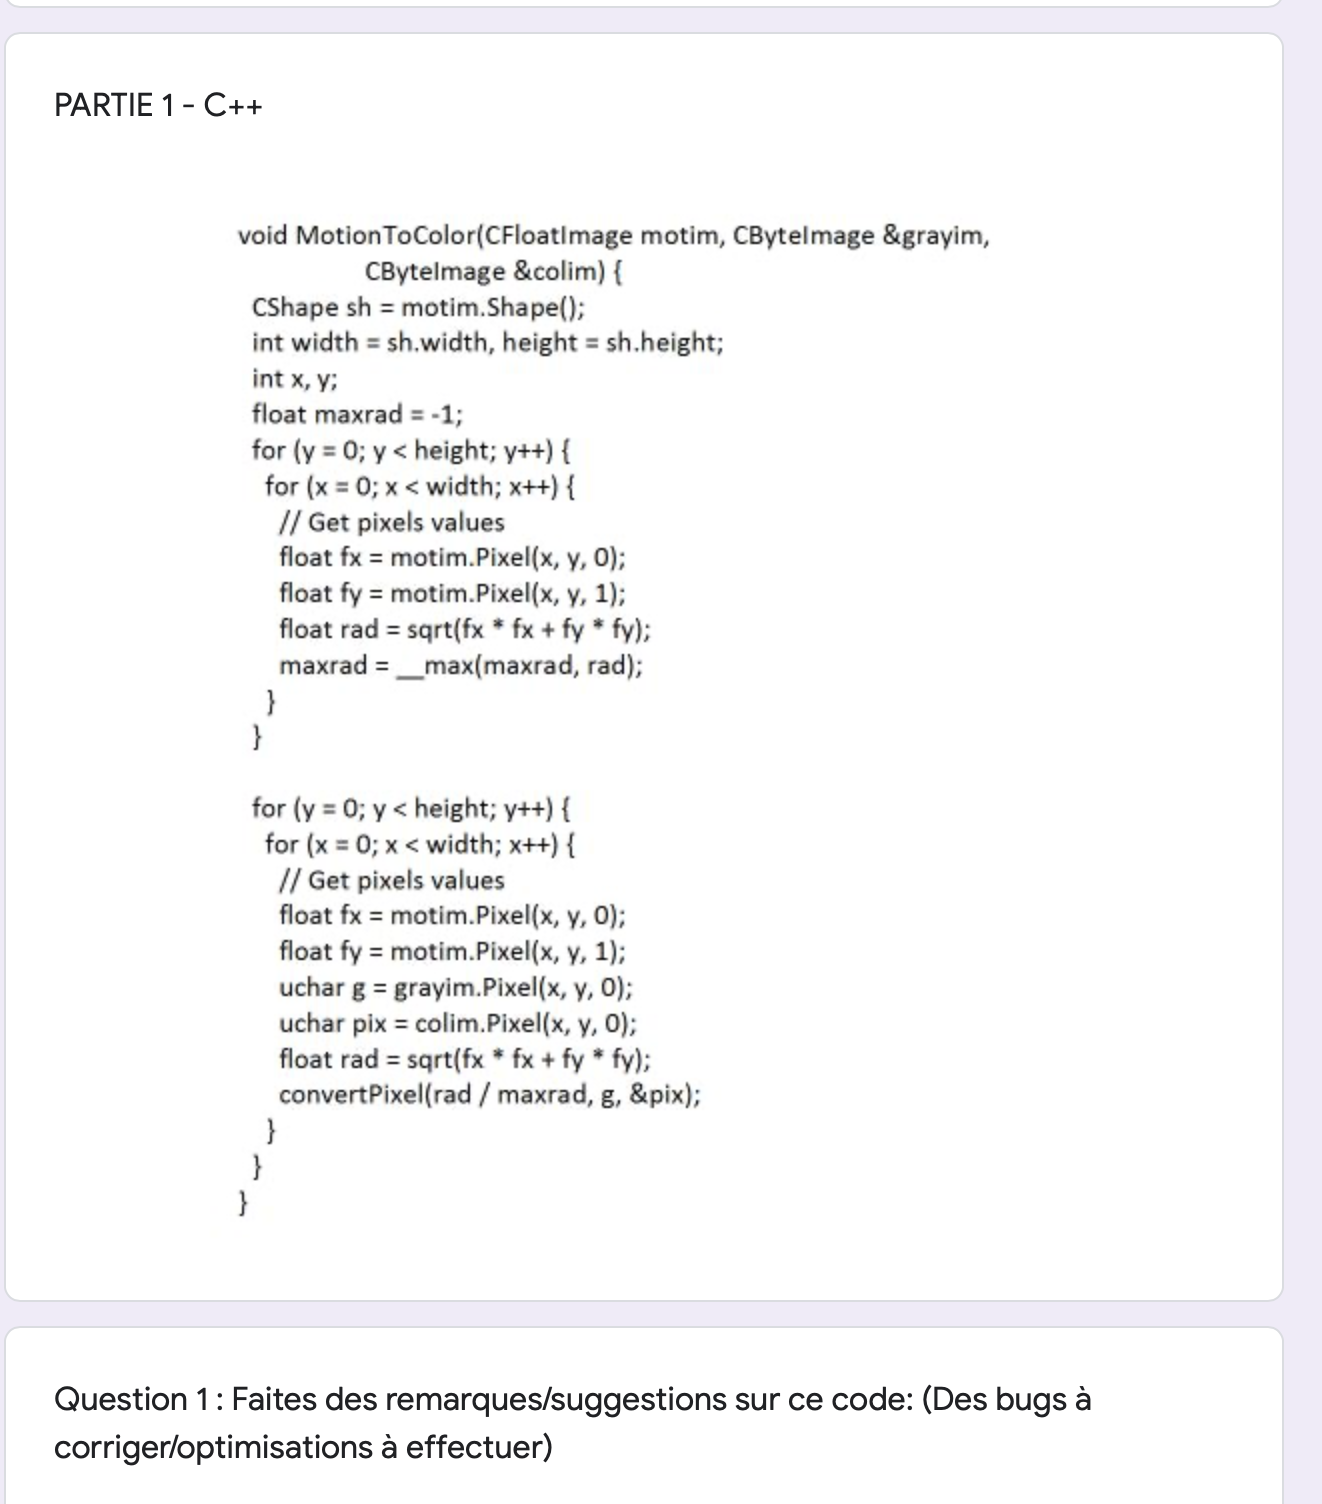 PARTIE 1 - C++
void MotionToColor(CFloatImage motim, CByteImage &grayim,
CByteImage &colim) {
CShape sh = motim.Shape();
int width = sh.width, height = sh.height;
int x, y;
float maxrad = -1;
for (y = 0; y < height; y++) {
for (x = 0; x < width; x++) {
// Get pixels values
float fx = motim.Pixel(x, y, 0);
float fy = motim.Pixel(x, y, 1);
float rad = sqrt(fx * fx + fy * fy);
maxrad = __max(maxrad, rad);
}
}
for (y = 0; y < height; y++) {
for (x = 0; x < width; x++) {
// Get pixels values
float fx = motim.Pixel(x, y, 0);
float fy = motim.Pixel(x, y, 1);
uchar g = grayim.Pixel(x, y, 0);
uchar pix = colim.Pixel(x, y, 0);
float rad = sqrt(fx * fx + fy * fy);
convertPixel(rad / maxrad, g, &pix);
}
}
}
Question 1 : Faites des remarques/suggestions sur ce code: (Des bugs à
corriger/optimisations à effectuer)